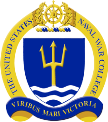 THE UNITED STATES NAVAL WAR COLLEGE
VIRIBUS MARI VICTORIA